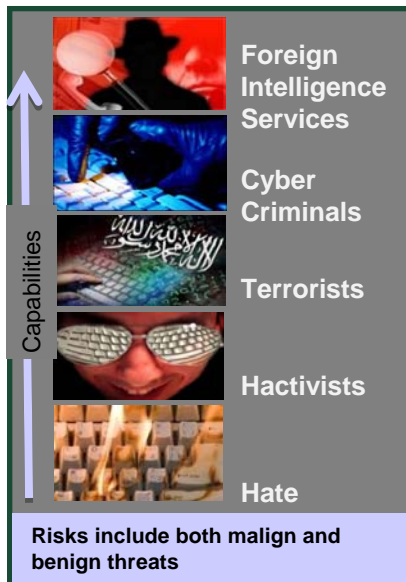 Foreign
Intelligence
Services
Cyber
Criminals
Capabilities
Terrorists
Hactivists
Hate
Risks include both malign and
benign threats